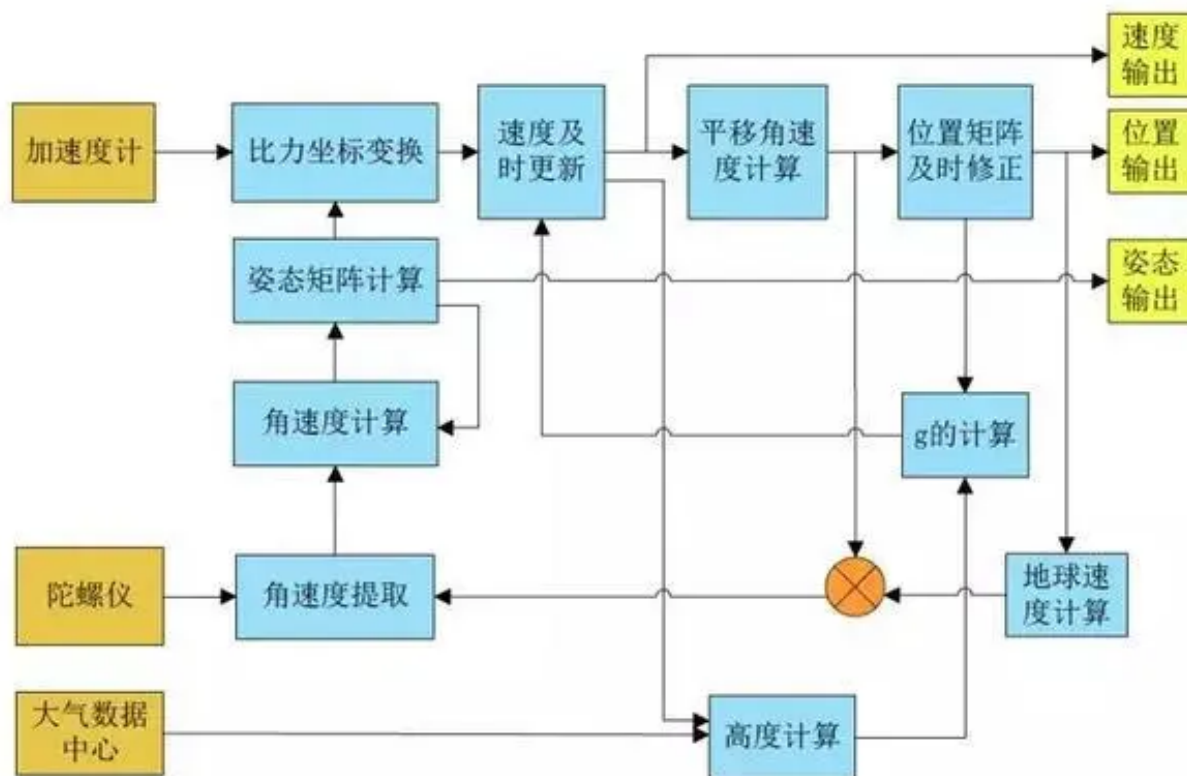 速度
输出
加速度计
比力坐标变换
速度及
时更新
平移角速
度计算
位置矩阵
及时修正
位置
输出
姿态矩阵计算
姿态
输出
角速度计算
g的计算
陀螺仪
角速度提取
地球速
度计算
大气数据
中心
高度计算